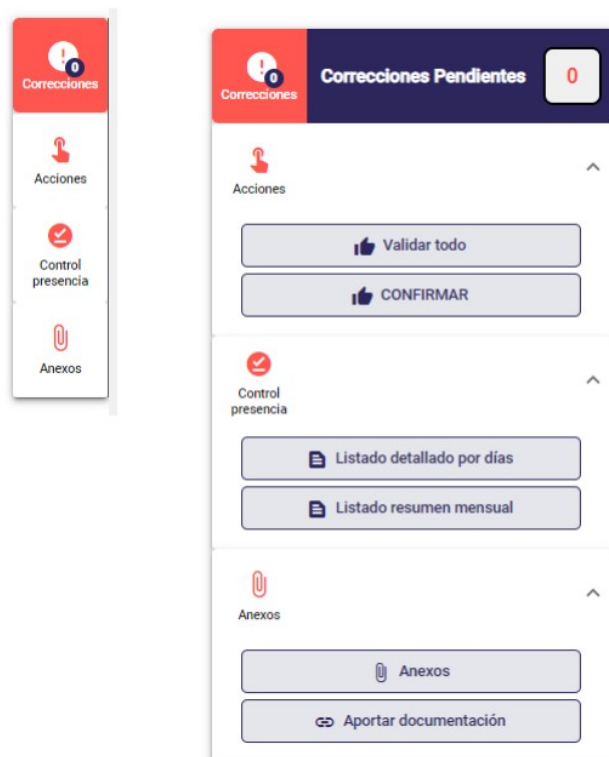 0
Correcciones
Acciones
Control
presencia
Anexos
0
Correcciones
Correcciones Pendientes
0
Acciones
Validar todo
CONFIRMAR
Control
presencia
Listado detallado por días
Listado resumen mensual
Anexos
Anexos
Aportar documentación